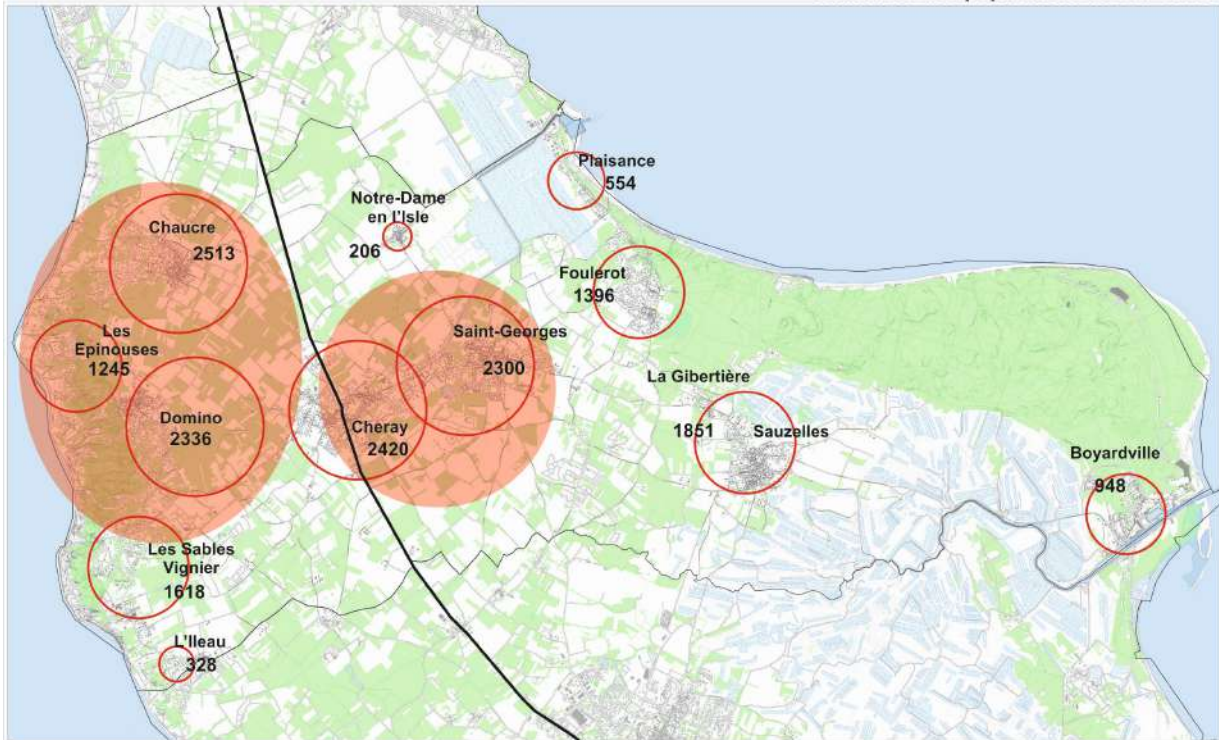 Plaisance
554
Notre-Dame
en l'Isle
206
Chaucre
2513
Foulerot
1396
Les
Epinouses
1245
Saint-Georges
2300
La Gibertière
1851
Sauzelles
Domino
2336
Cheray
2420
Boyardville
948
Les Sables
Vignier
1618
L'Ileau
328